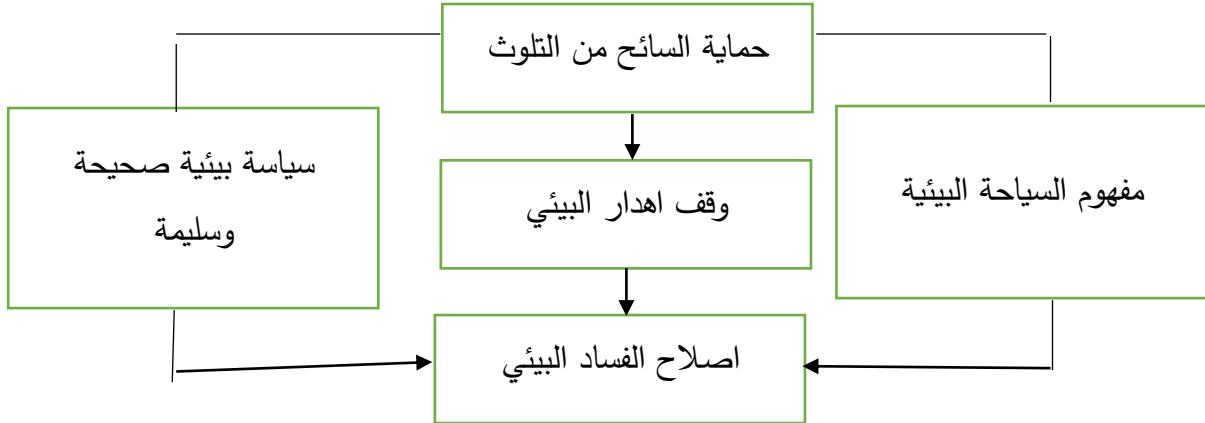 حماية السائح من التلوث
مفهوم السياحة البيئية
سياسة بيئية صحيحة
وسليمة
وقف اهدار البيئي
اصلاح الفساد البيئي